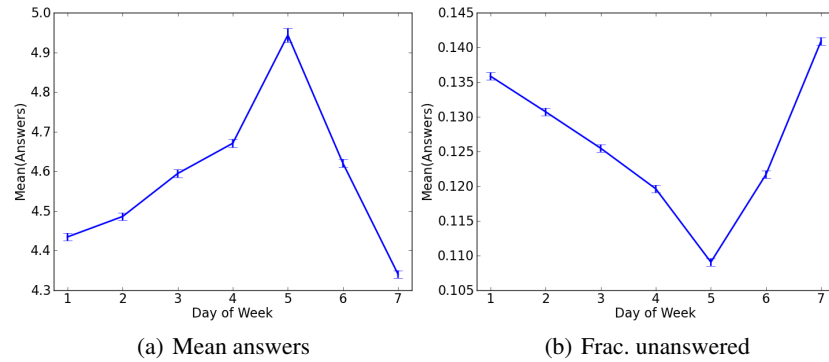 5.0
4.9
4.8
4.7
4.6
4.5
4.4
4.3
Mean(Answers)
1 2 3 4 5 6 7
Day of Week
(a) Mean answers
0.145
0.140
0.135
0.130
0.125
0.120
0.115
0.110
0.105
Mean(Answers)
1 2 3 4 5 6 7
Day of Week
(b) Frac. unanswered